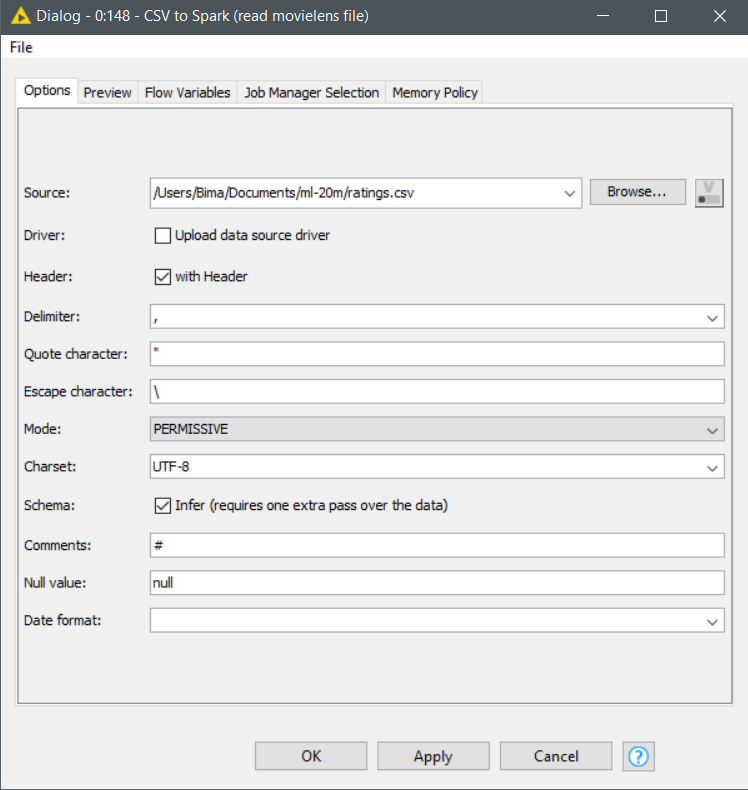 Dialog - 0:148 - CSV to Spark (read movielens file)
File
Options Preview Flow Variables Job Manager Selection Memory Policy
Source: /Users/Bima/Documents/ml-20m/ratings.csv Browse... V
Driver: Upload data source driver
Header: with Header
Delimiter: ,
Quote character: "
Escape character: \
Mode: PERMISSIVE
Charset: UTF-8
Schema: Infer (requires one extra pass over the data)
Comments: #
Null value: null
Date format:
OK Apply Cancel ?